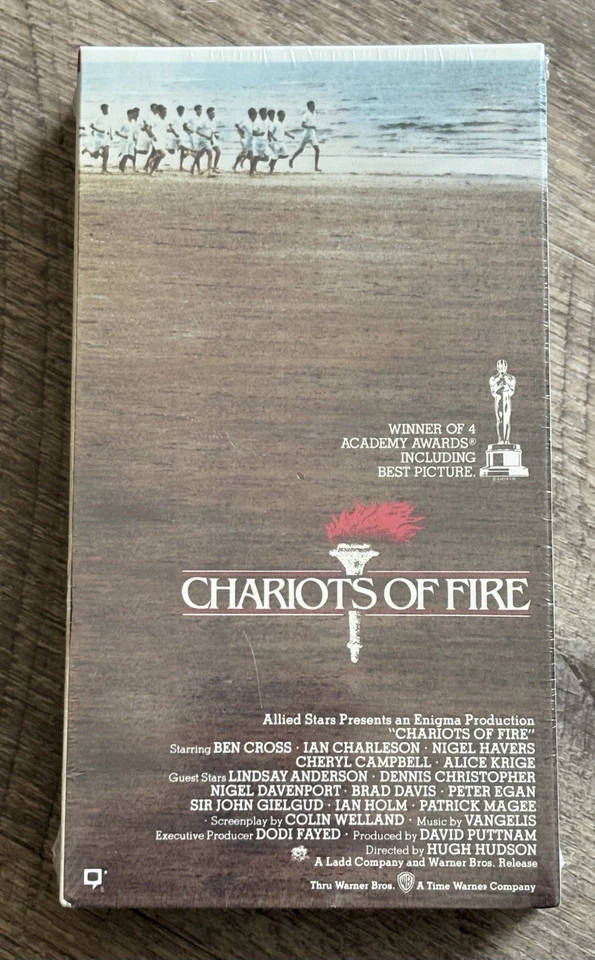 WINNER OF 4
ACADEMY AWARDS®
INCLUDING
BEST PICTURE.
CHARIOTS OF FIRE
Allied Stars Presents an Enigma Production
"CHARIOTS OF FIRE"
Starring BEN CROSS · IAN CHARLESON · NIGEL HAVERS
CHERYL CAMPBELL · ALICE KRIGE
Guest Stars LINDSAY ANDERSON · DENNIS CHRISTOPHER
NIGEL DAVENPORT · BRAD DAVIS · PETER EGAN
SIR JOHN GIELGUD · IAN HOLM · PATRICK MAGEE
· Screenplay by COLIN WELLAND · Music by VANGELIS
Executive Producer DODI FAYED · Produced by DAVID PUTTNAM
Directed by HUGH HUDSON
A Ladd Company and Warner Bros. Release
Thru Warner Bros. WB A Time Warner Company